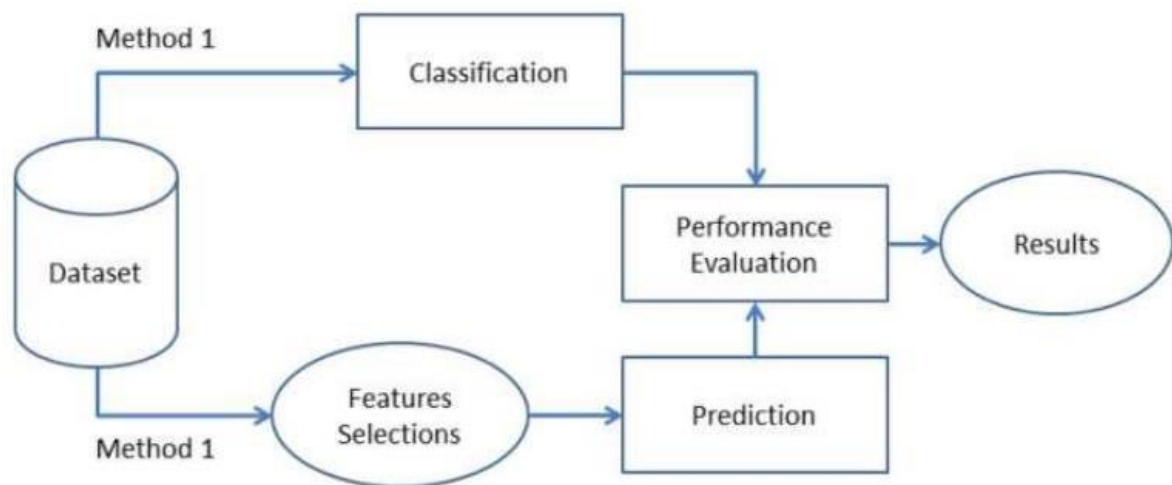 Method 1
Classification
Dataset
Performance
Evaluation
Results
Features
Selections
Prediction
Method 1